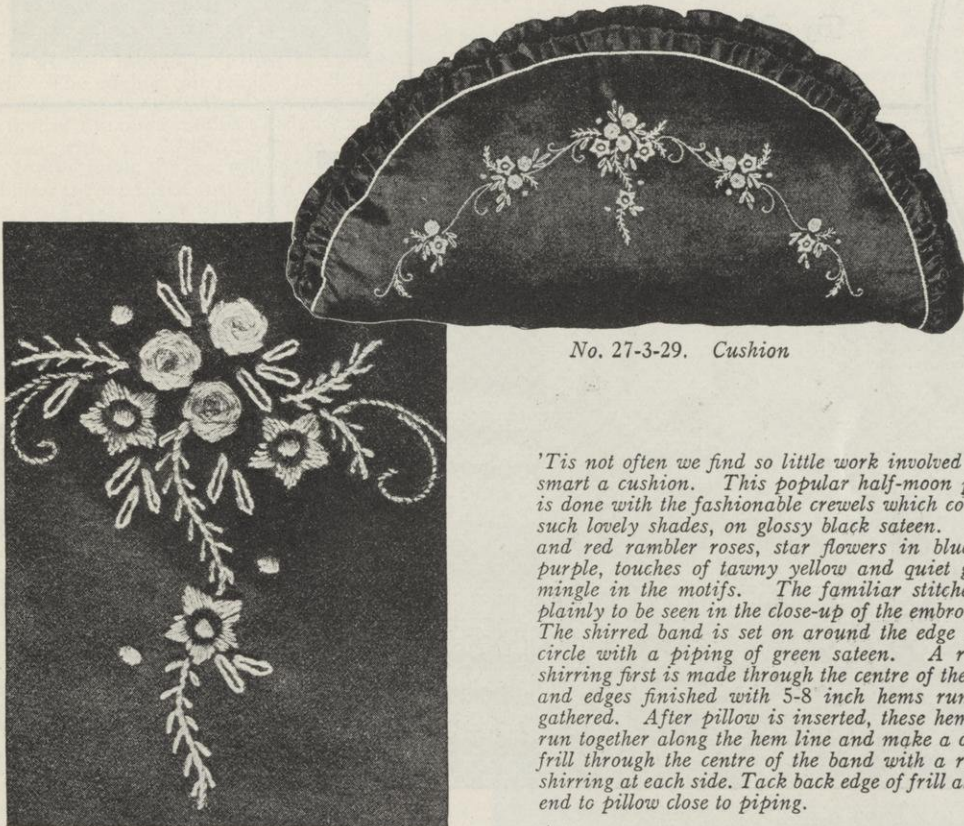 No. 27-3-29. Cushion
'Tis not often we find so little work involved
smart a cushion. This popular half-moon
is done with the fashionable crewels which
such lovely shades, on glossy black sateen.
and red rambler roses, star flowers in
purple, touches of tawny yellow and quiet
mingle in the motifs. The familiar
plainly to be seen in the close-up of the
The shirred band is set on around the edge
circle with a piping of green sateen. A
shirring first is made through the centre of the
and edges finished with 5-8 inch hems
gathered. After pillow is inserted, these
run together along the hem line and make a
frill through the centre of the band with a
shirring at each side. Tack back edge of frill
end to pillow close to piping.